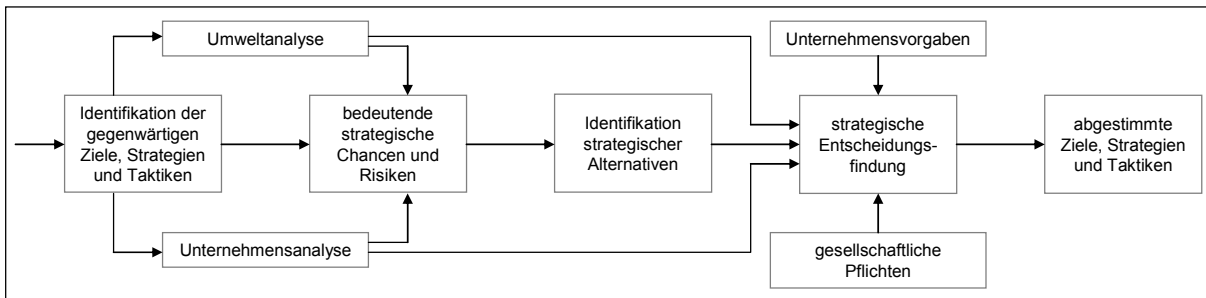 Umweltanalyse
Unternehmensvorgaben
Identifikation der
gegenwärtigen
Ziele, Strategien
und Taktiken
bedeutende
strategische
Chancen und
Risiken
Identifikation
strategischer
Alternativen
strategische
Entscheidungs-
findung
abgestimmte
Ziele, Strategien
und Taktiken
Unternehmensanalyse
gesellschaftliche
Pflichten